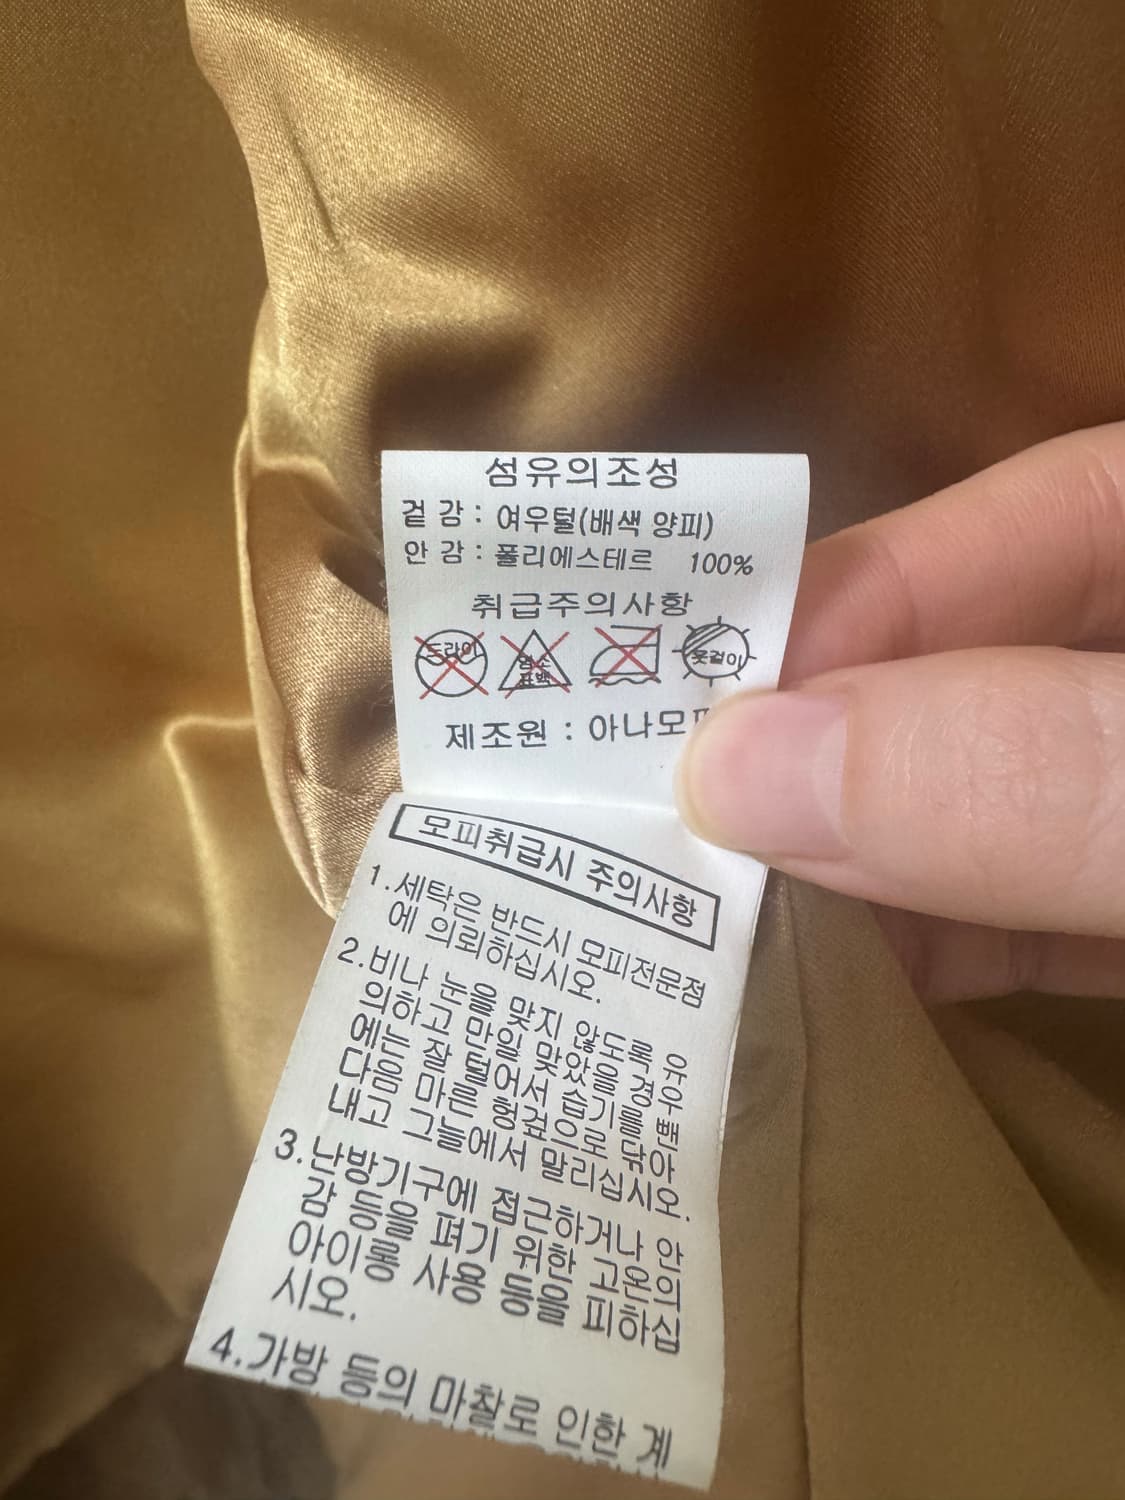 섬유의조성
겉 감 : 여우털(배색 양피)
안 감 : 폴리에스테르 100%
취급주의사항
드라이
염소
표백
옷걸이
제조원 : 아나모피
모피취급시 주의사항
1.세탁은 반드시 모피전문점
에 의뢰하십시오.
2.비나 눈을 맞지 않도록 유
의하고 만일 맞았을 경우
에는 잘 털어서 습기를 뺀
다음 마른 헝겊으로 닦아
내고 그늘에서 말리십시오.
3.난방기구에 접근하거나 안
감 등을 펴기 위한 고온의
아이롱 사용 등을 피하십
시오.
4.가방 등의 마찰로 인한 계